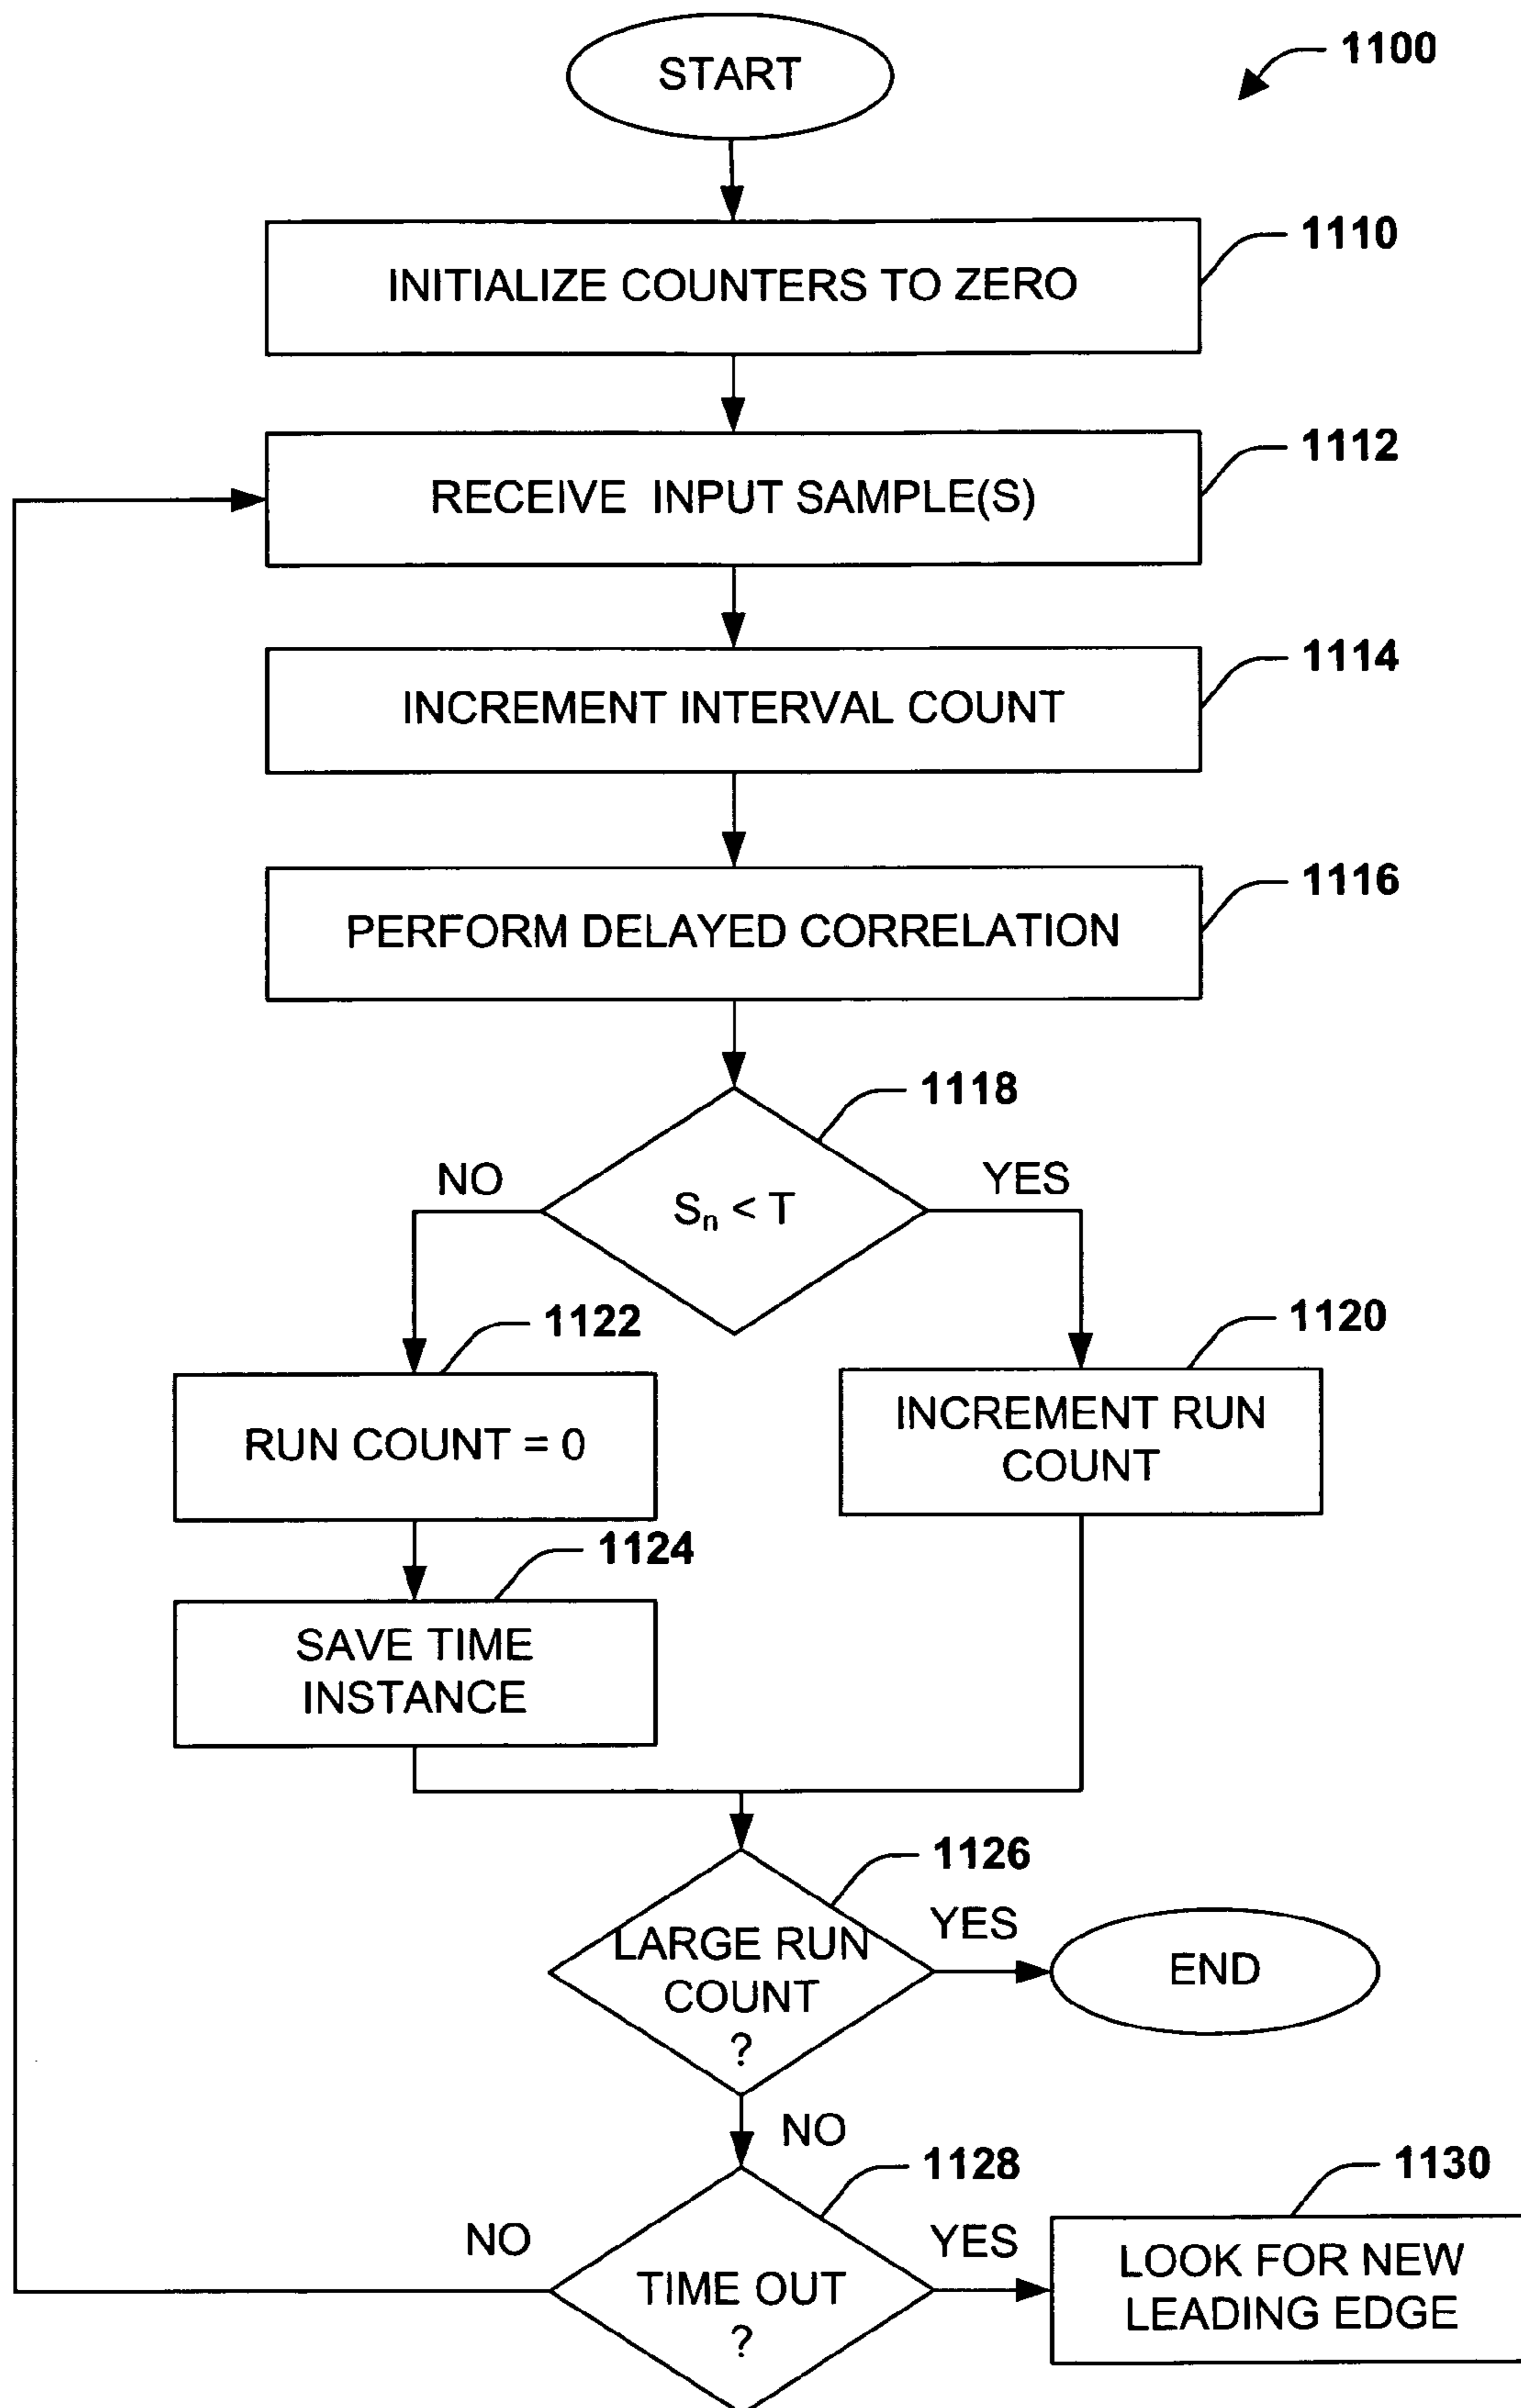 START
1100
INITIALIZE COUNTERS TO ZERO
1110
RECEIVE INPUT SAMPLE(S)
1112
INCREMENT INTERVAL COUNT
1114
PERFORM DELAYED CORRELATION
1116
1118
NO
YES
Sn < T
1122
1120
RUN COUNT = 0
INCREMENT RUN
COUNT
1124
SAVE TIME
INSTANCE
1126
LARGE RUN
COUNT
?
YES
END
NO
1128
1130
NO
YES
TIME OUT
?
LOOK FOR NEW
LEADING EDGE